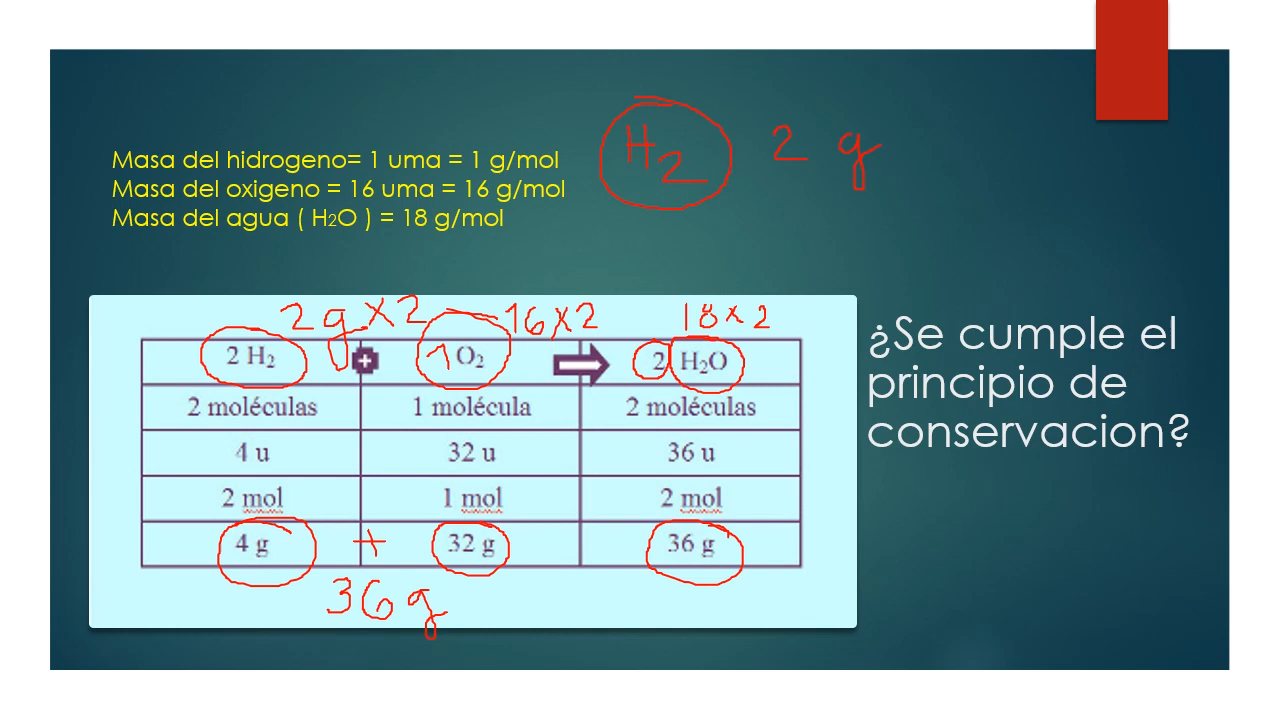 Masa del hidrogeno= 1 uma = 1 g/mol
Masa del oxigeno = 16 uma = 16 g/mol
Masa del agua ( H2O ) = 18 g/mol
H2 2 g
2 g x 2 16 x 2 18 x 2
2 H2 + 1 O2 ⇒ 2 H2O
2 moléculas 1 molécula 2 moléculas
4 u 32 u 36 u
2 mol 1 mol 2 mol
4 g + 32 g 36 g
36 g
¿Se cumple el
principio de
conservacion?